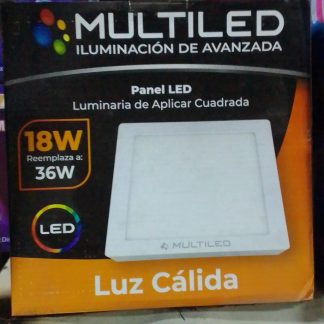 MULTILED
ILUMINACIÓN DE AVANZADA
Panel LED
Luminaria de Aplicar Cuadrada
18W
Reemplaza a:
36W
LED
MULTILED
Luz Cálida